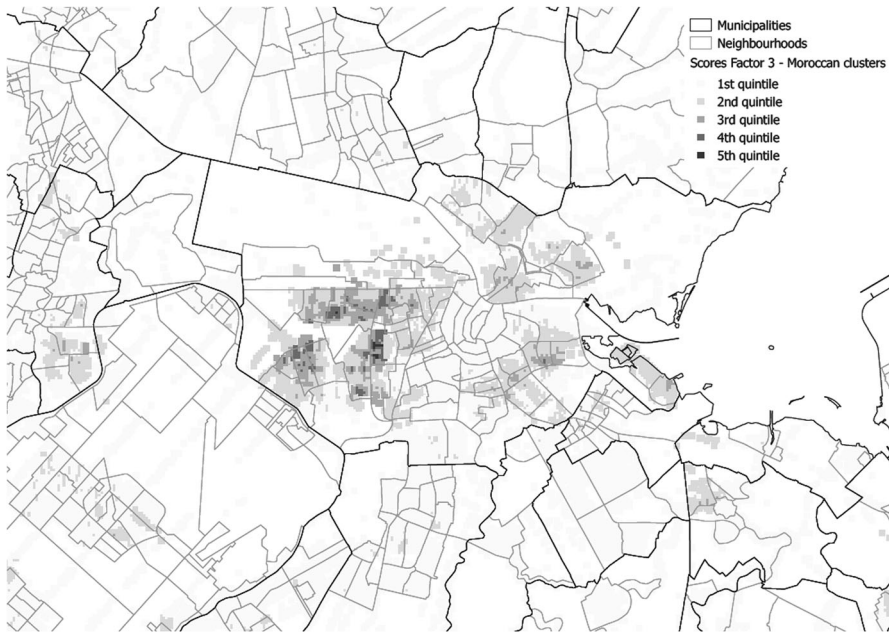 Municipalities
Neighbourhoods
Scores Factor 3 - Moroccan clusters
1st quintile
2nd quintile
3rd quintile
4th quintile
5th quintile